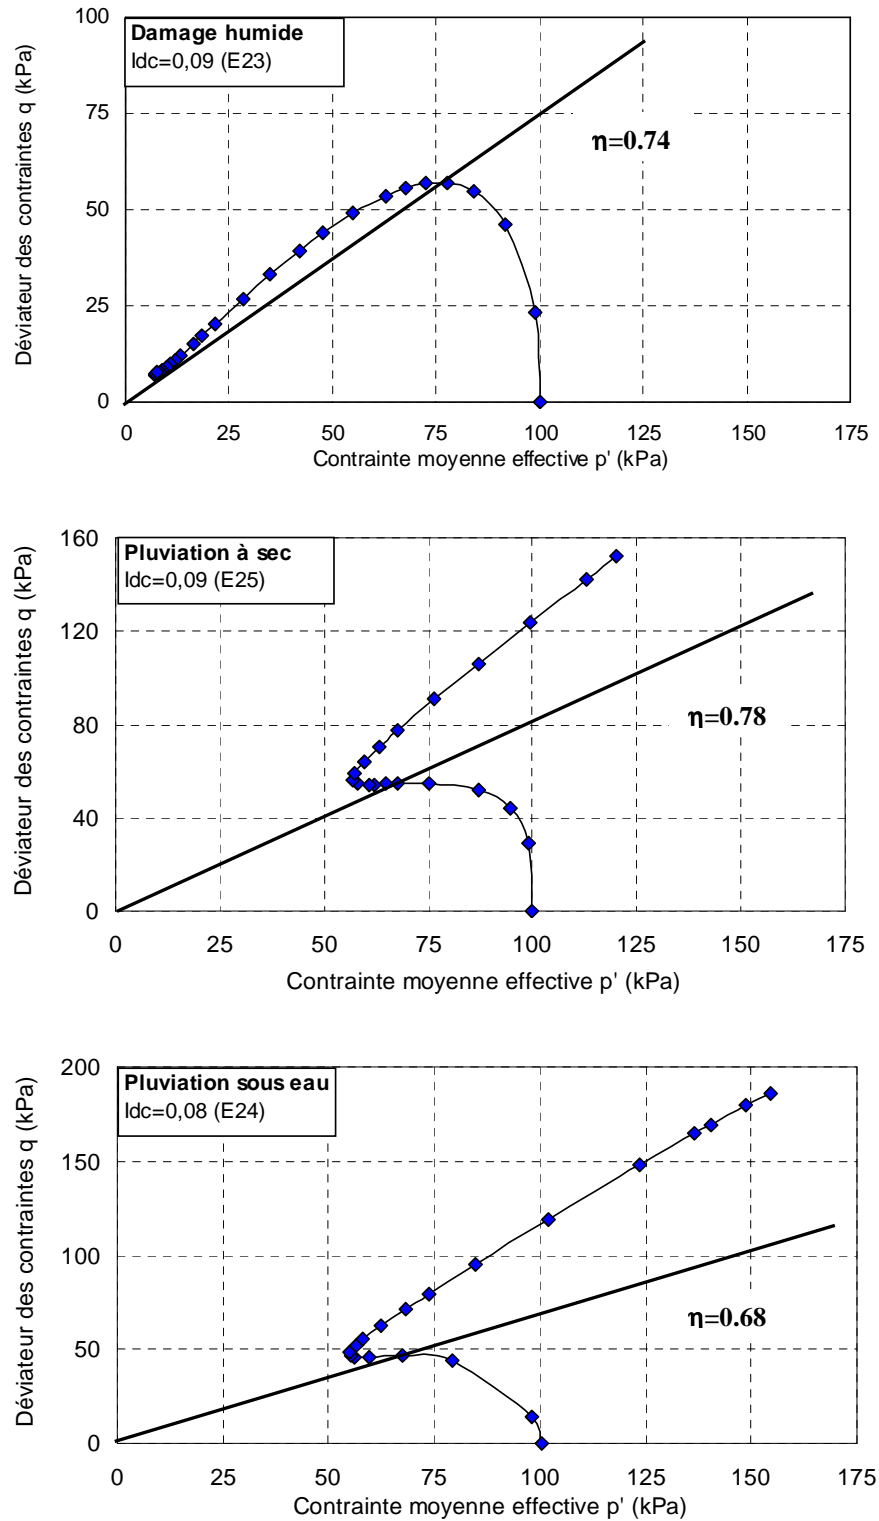 Damage humide
Idc=0,09 (E23)
Déviateur des contraintes q (kPa)
100
75
50
25
0
η=0.74
0 25 50 75 100 125 150 175
Contrainte moyenne effective p' (kPa)
Pluviation à sec
Idc=0,09 (E25)
Déviateur des contraintes q (kPa)
160
120
80
40
0
η=0.78
0 25 50 75 100 125 150 175
Contrainte moyenne effective p' (kPa)
Pluviation sous eau
Idc=0,08 (E24)
Déviateur des contraintes q (kPa)
200
150
100
50
0
η=0.68
0 25 50 75 100 125 150 175
Contrainte moyenne effective p' (kPa)